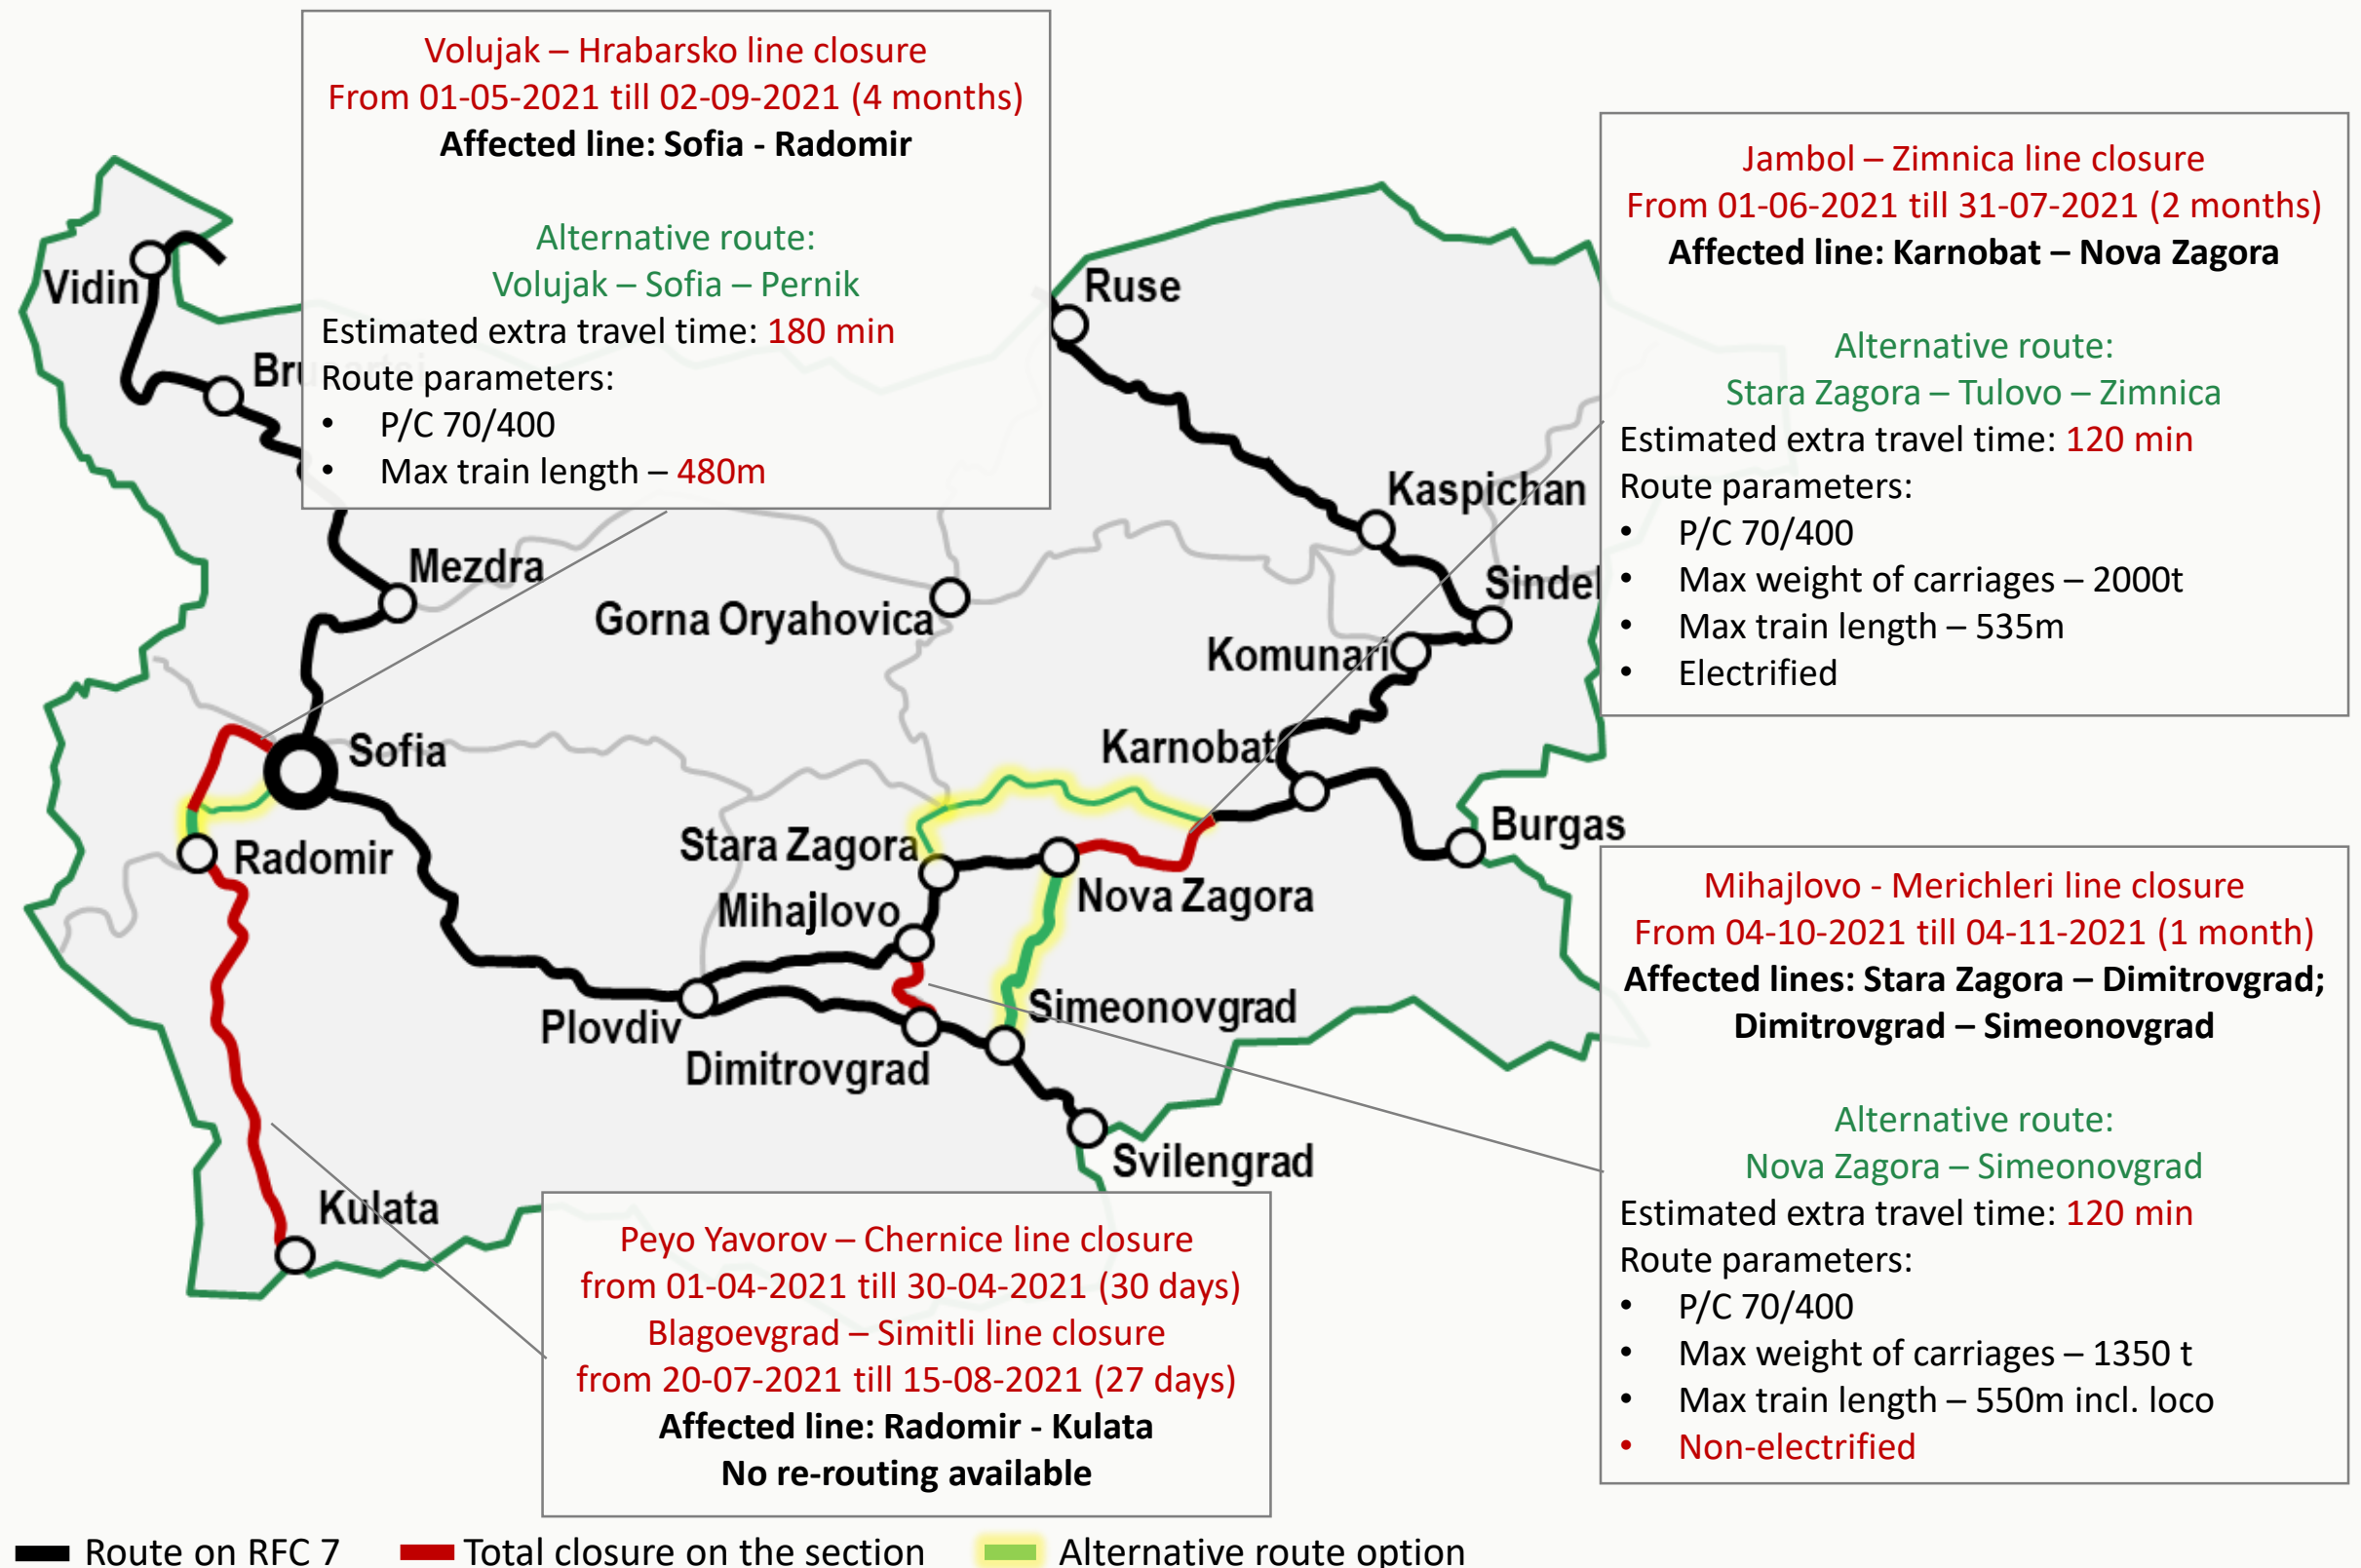 Volujak – Hrabarsko line closure
From 01-05-2021 till 02-09-2021 (4 months)
Affected line: Sofia - Radomir
Alternative route:
Volujak – Sofia – Pernik
Estimated extra travel time: 180 min
Route parameters:
• P/C 70/400
• Max train length – 480m
Jambol – Zimnica line closure
From 01-06-2021 till 31-07-2021 (2 months)
Affected line: Karnobat – Nova Zagora
Alternative route:
Stara Zagora – Tulovo – Zimnica
Estimated extra travel time: 120 min
Route parameters:
• P/C 70/400
• Max weight of carriages – 2000t
• Max train length – 535m
• Electrified
Vidin
Ruse
Kaspichan
Mezdra
Gorna Oryahovica
Sindel
Komunari
Karnobat
Sofia
Burgas
Stara Zagora
Radomir
Nova Zagora
Mihajlovo
Simeonovgrad
Plovdiv
Dimitrovgrad
Svilengrad
Kulata
Mihajlovo - Merichleri line closure
From 04-10-2021 till 04-11-2021 (1 month)
Affected lines: Stara Zagora – Dimitrovgrad;
Dimitrovgrad – Simeonovgrad
Alternative route:
Nova Zagora – Simeonovgrad
Estimated extra travel time: 120 min
Route parameters:
• P/C 70/400
• Max weight of carriages – 1350 t
• Max train length – 550m incl. loco
• Non-electrified
Peyo Yavorov – Chernice line closure
from 01-04-2021 till 30-04-2021 (30 days)
Blagoevgrad – Simitli line closure
from 20-07-2021 till 15-08-2021 (27 days)
Affected line: Radomir - Kulata
No re-routing available
Route on RFC 7
Total closure on the section
Alternative route option